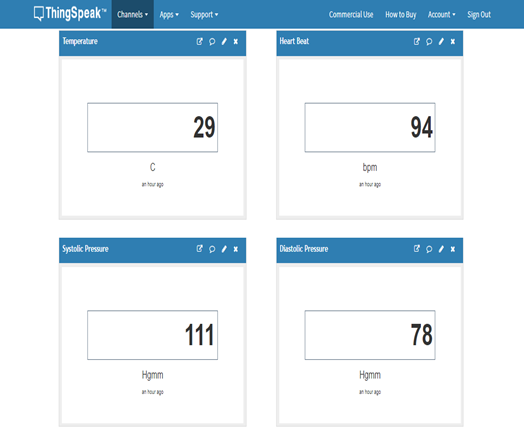 ThingSpeak™ Channels Apps Support Commercial Use How to Buy Account Sign Out
Temperature
29
C
an hour ago
Heart Beat
94
bpm
an hour ago
Systolic Pressure
111
Hgmm
an hour ago
Diastolic Pressure
78
Hgmm
an hour ago